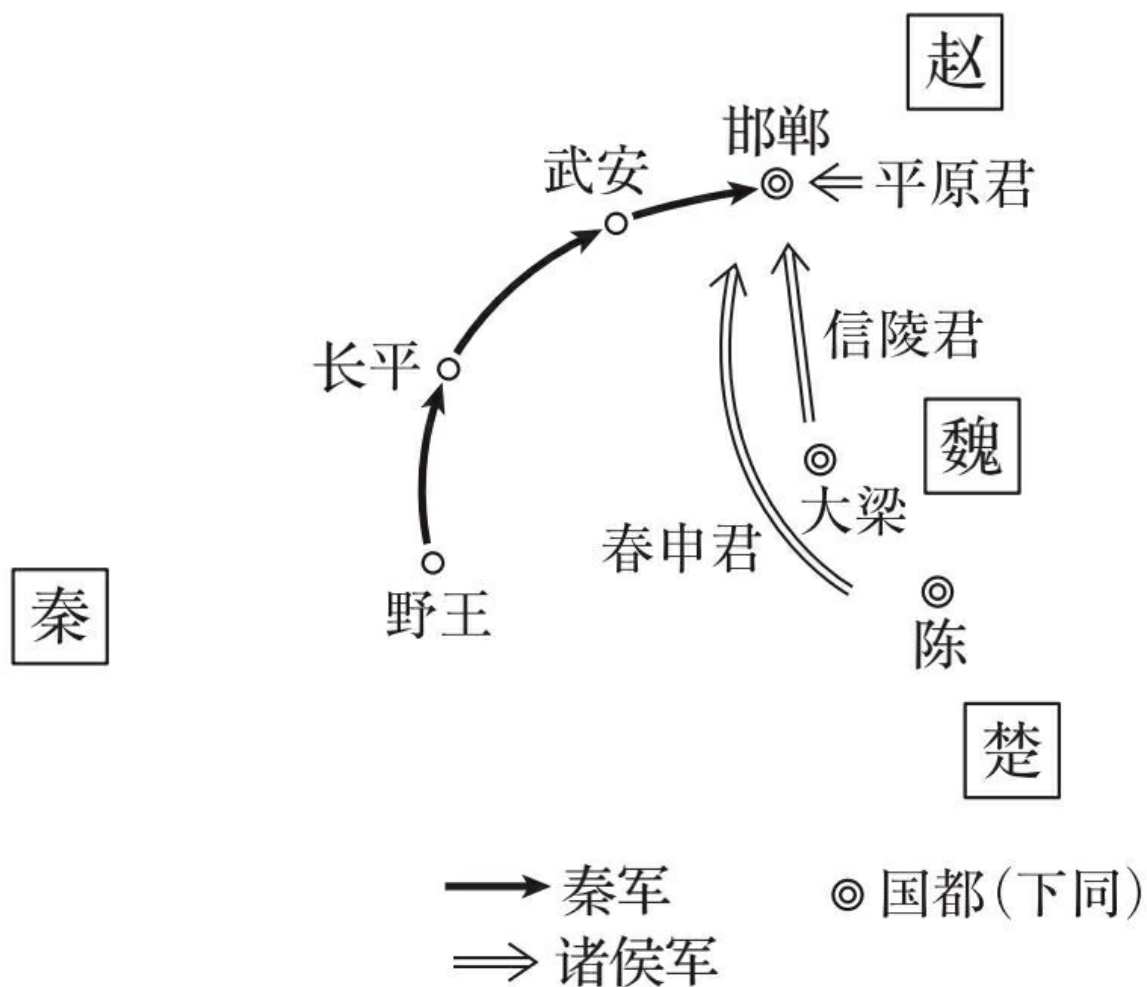 赵
邯郸
武安
平原君
长平
信陵君
魏
大梁
春申君
秦
野王
陈
楚
秦军
国都(下同)
诸侯军